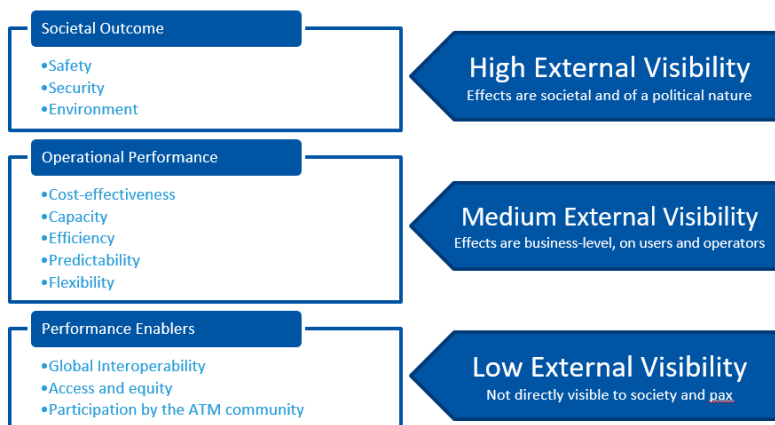 Societal Outcome
•Safety
•Security
•Environment
High External Visibility
Effects are societal and of a political nature
Operational Performance
•Cost-effectiveness
•Capacity
•Efficiency
•Predictability
•Flexibility
Medium External Visibility
Effects are business-level, on users and operators
Performance Enablers
•Global Interoperability
•Access and equity
•Participation by the ATM community
Low External Visibility
Not directly visible to society and pax